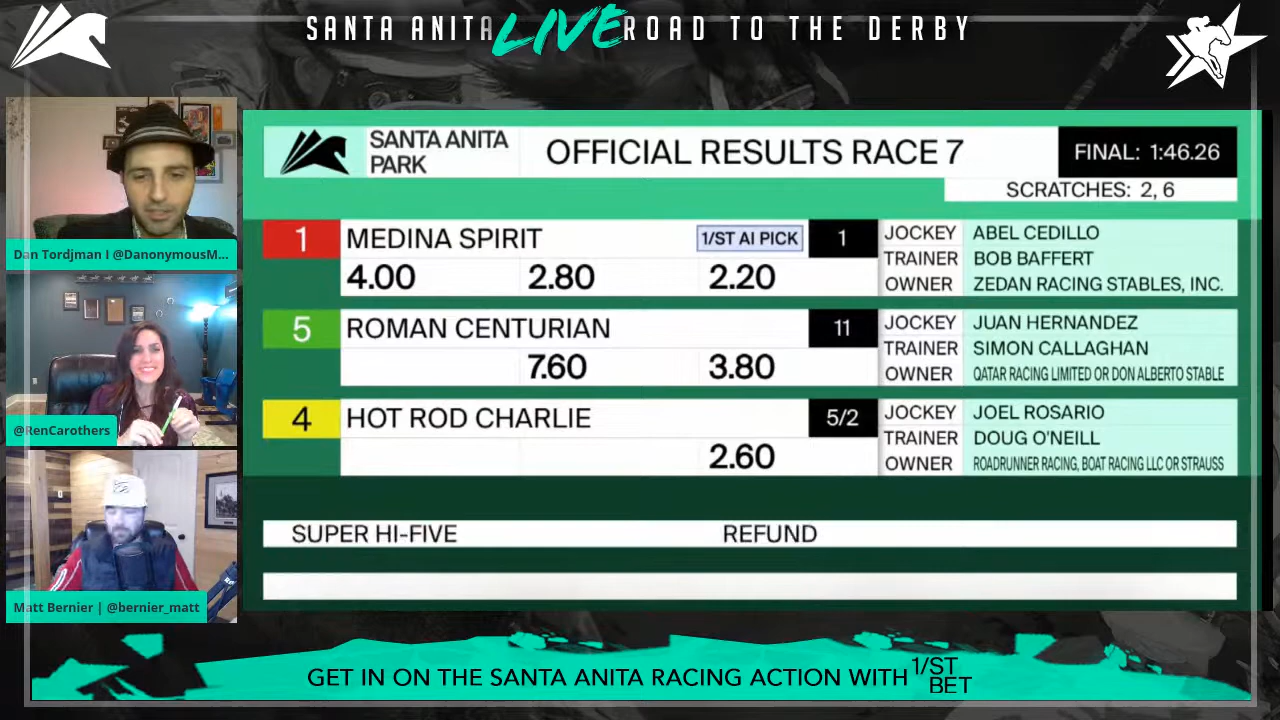 SANTA ANITA LIVE ROAD TO THE DERBY
Dan Tordjman I @DanonymousM...
@RenCarothers
Matt Bernier | @bernier_matt
SANTA ANITA
PARK
OFFICIAL RESULTS RACE 7
FINAL: 1:46.26
SCRATCHES: 2, 6
1 MEDINA SPIRIT 1/ST AI PICK 1
4.00 2.80 2.20
JOCKEY ABEL CEDILLO
TRAINER BOB BAFFERT
OWNER ZEDAN RACING STABLES, INC.
5 ROMAN CENTURIAN 11
7.60 3.80
JOCKEY JUAN HERNANDEZ
TRAINER SIMON CALLAGHAN
OWNER QATAR RACING LIMITED OR DON ALBERTO STABLE
4 HOT ROD CHARLIE 5/2
2.60
JOCKEY JOEL ROSARIO
TRAINER DOUG O'NEILL
OWNER ROADRUNNER RACING, BOAT RACING LLC OR STRAUSS
SUPER HI-FIVE REFUND
GET IN ON THE SANTA ANITA RACING ACTION WITH 1/ST
BET